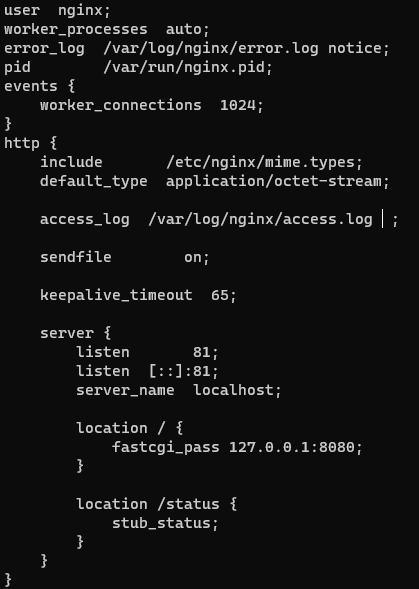 user  nginx;
worker_processes  auto;
error_log  /var/log/nginx/error.log notice;
pid        /var/run/nginx.pid;
events {
    worker_connections  1024;
}
http {
    include       /etc/nginx/mime.types;
    default_type  application/octet-stream;

    access_log  /var/log/nginx/access.log  ;

    sendfile        on;

    keepalive_timeout  65;

    server {
        listen       81;
        listen  [::]:81;
        server_name  localhost;

        location / {
            fastcgi_pass 127.0.0.1:8080;
        }

        location /status {
            stub_status;
        }
    }
}